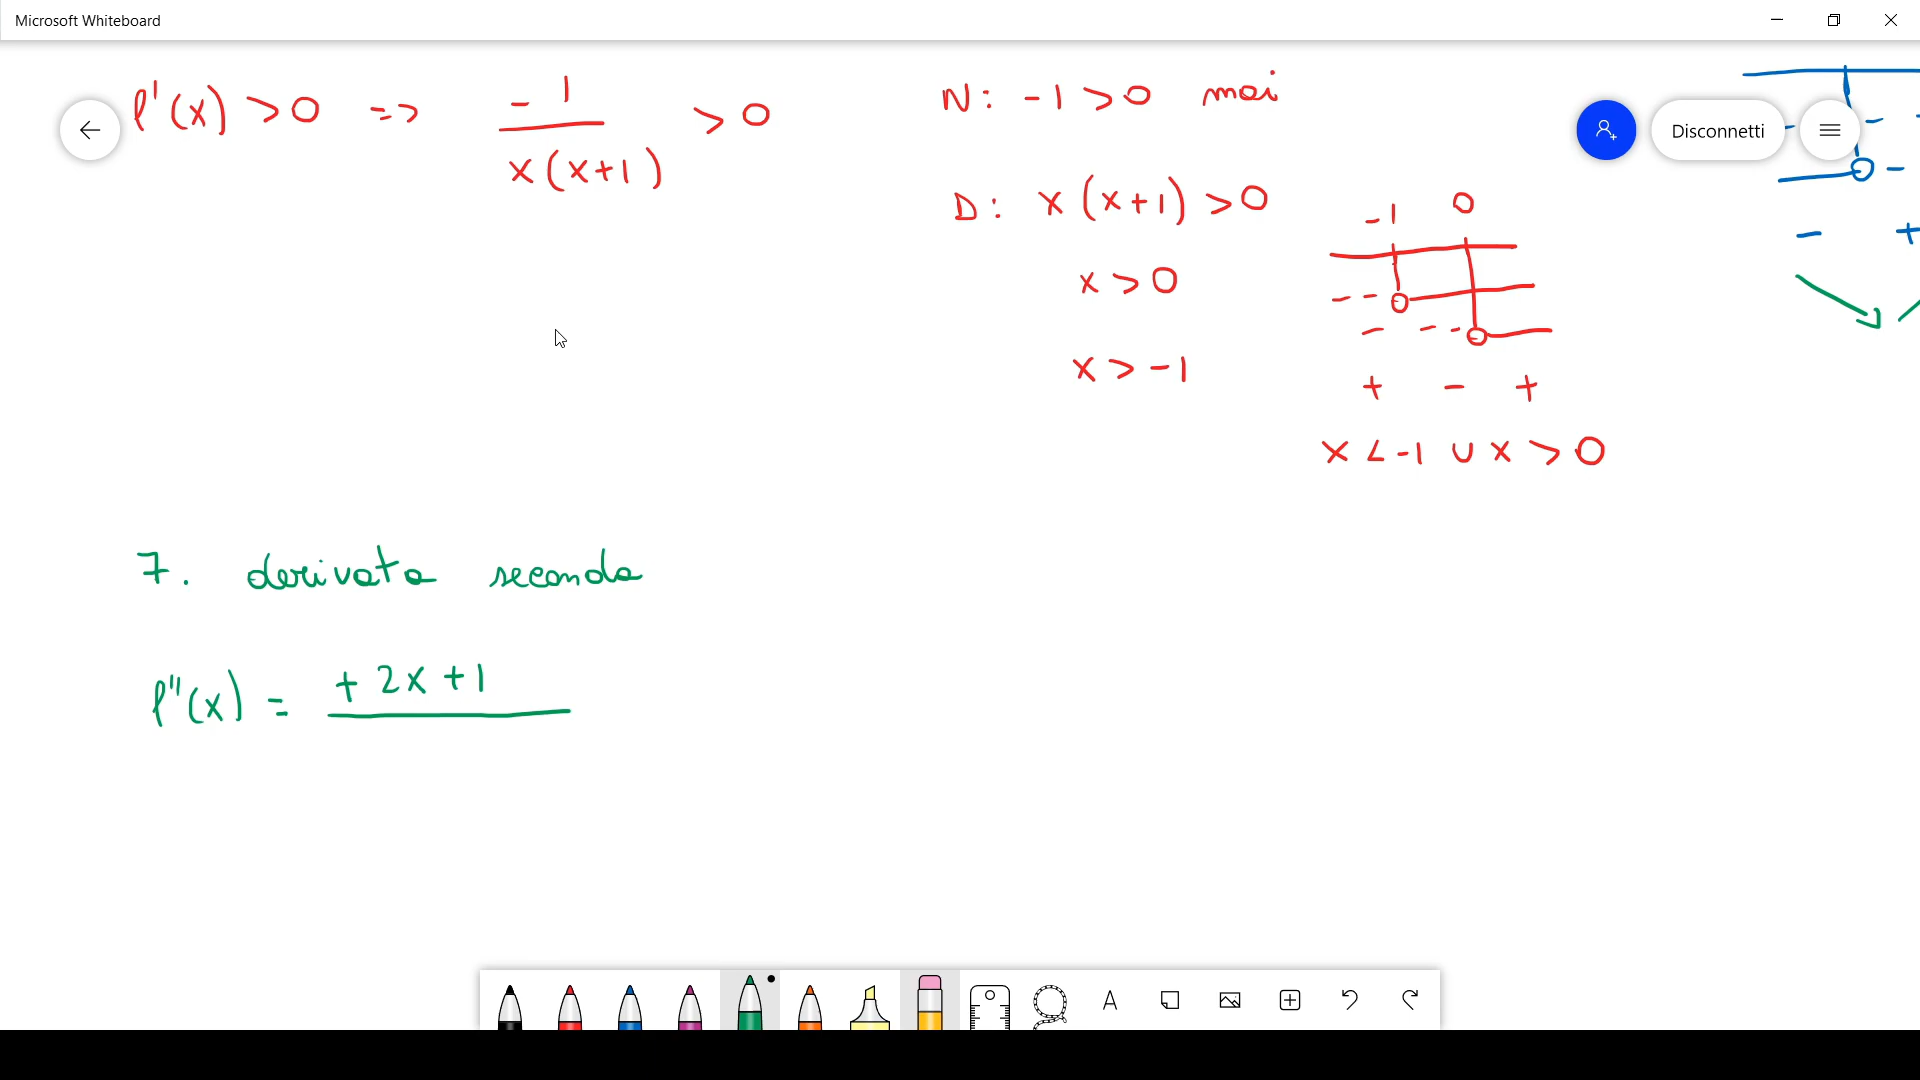 Microsoft Whiteboard
f'(x) > 0 => -1/(x(x+1)) > 0
N: -1 > 0 mai
Disconnetti
D: x(x+1) > 0
-1 0
x > 0
x > -1
+ - +
x < -1 ∪ x > 0
- +
7. derivata seconda
f''(x) = +2x+1
A